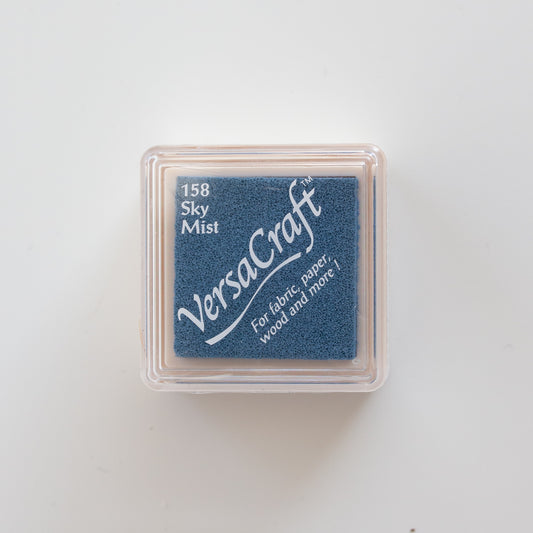 158
Sky
Mist
VersaCraft™
For fabric, paper,
wood and more!